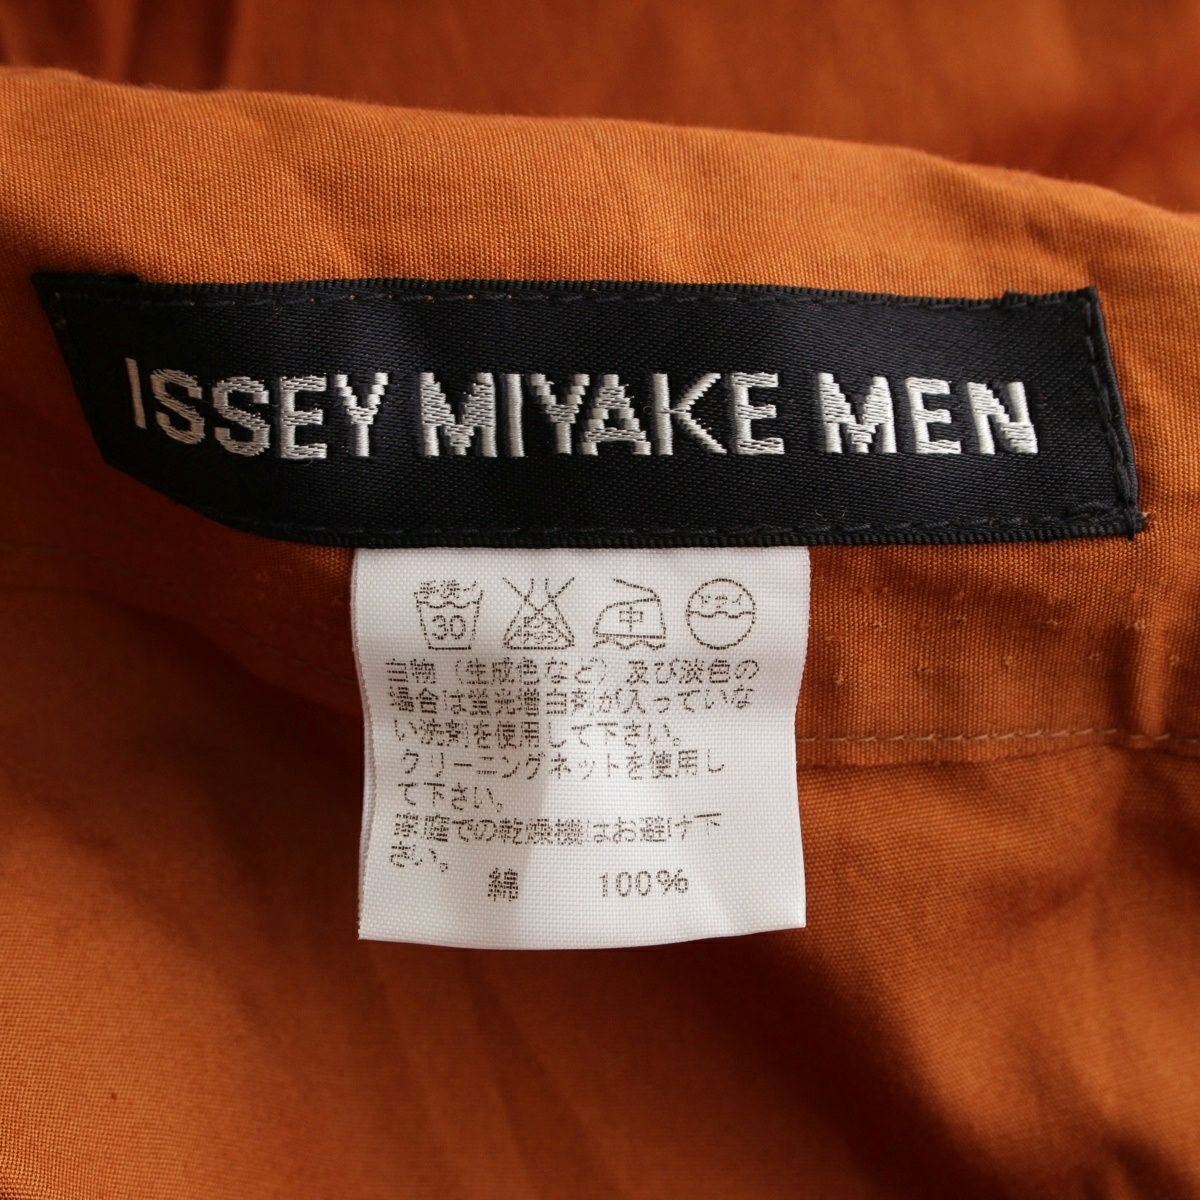 ISSEY MIYAKE MEN
手洗イ 30 エンソ サラシ 中 ドライ
白物（生成色など）及び淡色の
場合は蛍光増白剤が入っていな
い洗剤を使用して下さい。
クリーニングネットを使用し
て下さい。
家庭での乾燥機はお避け下
さい。
綿 100%